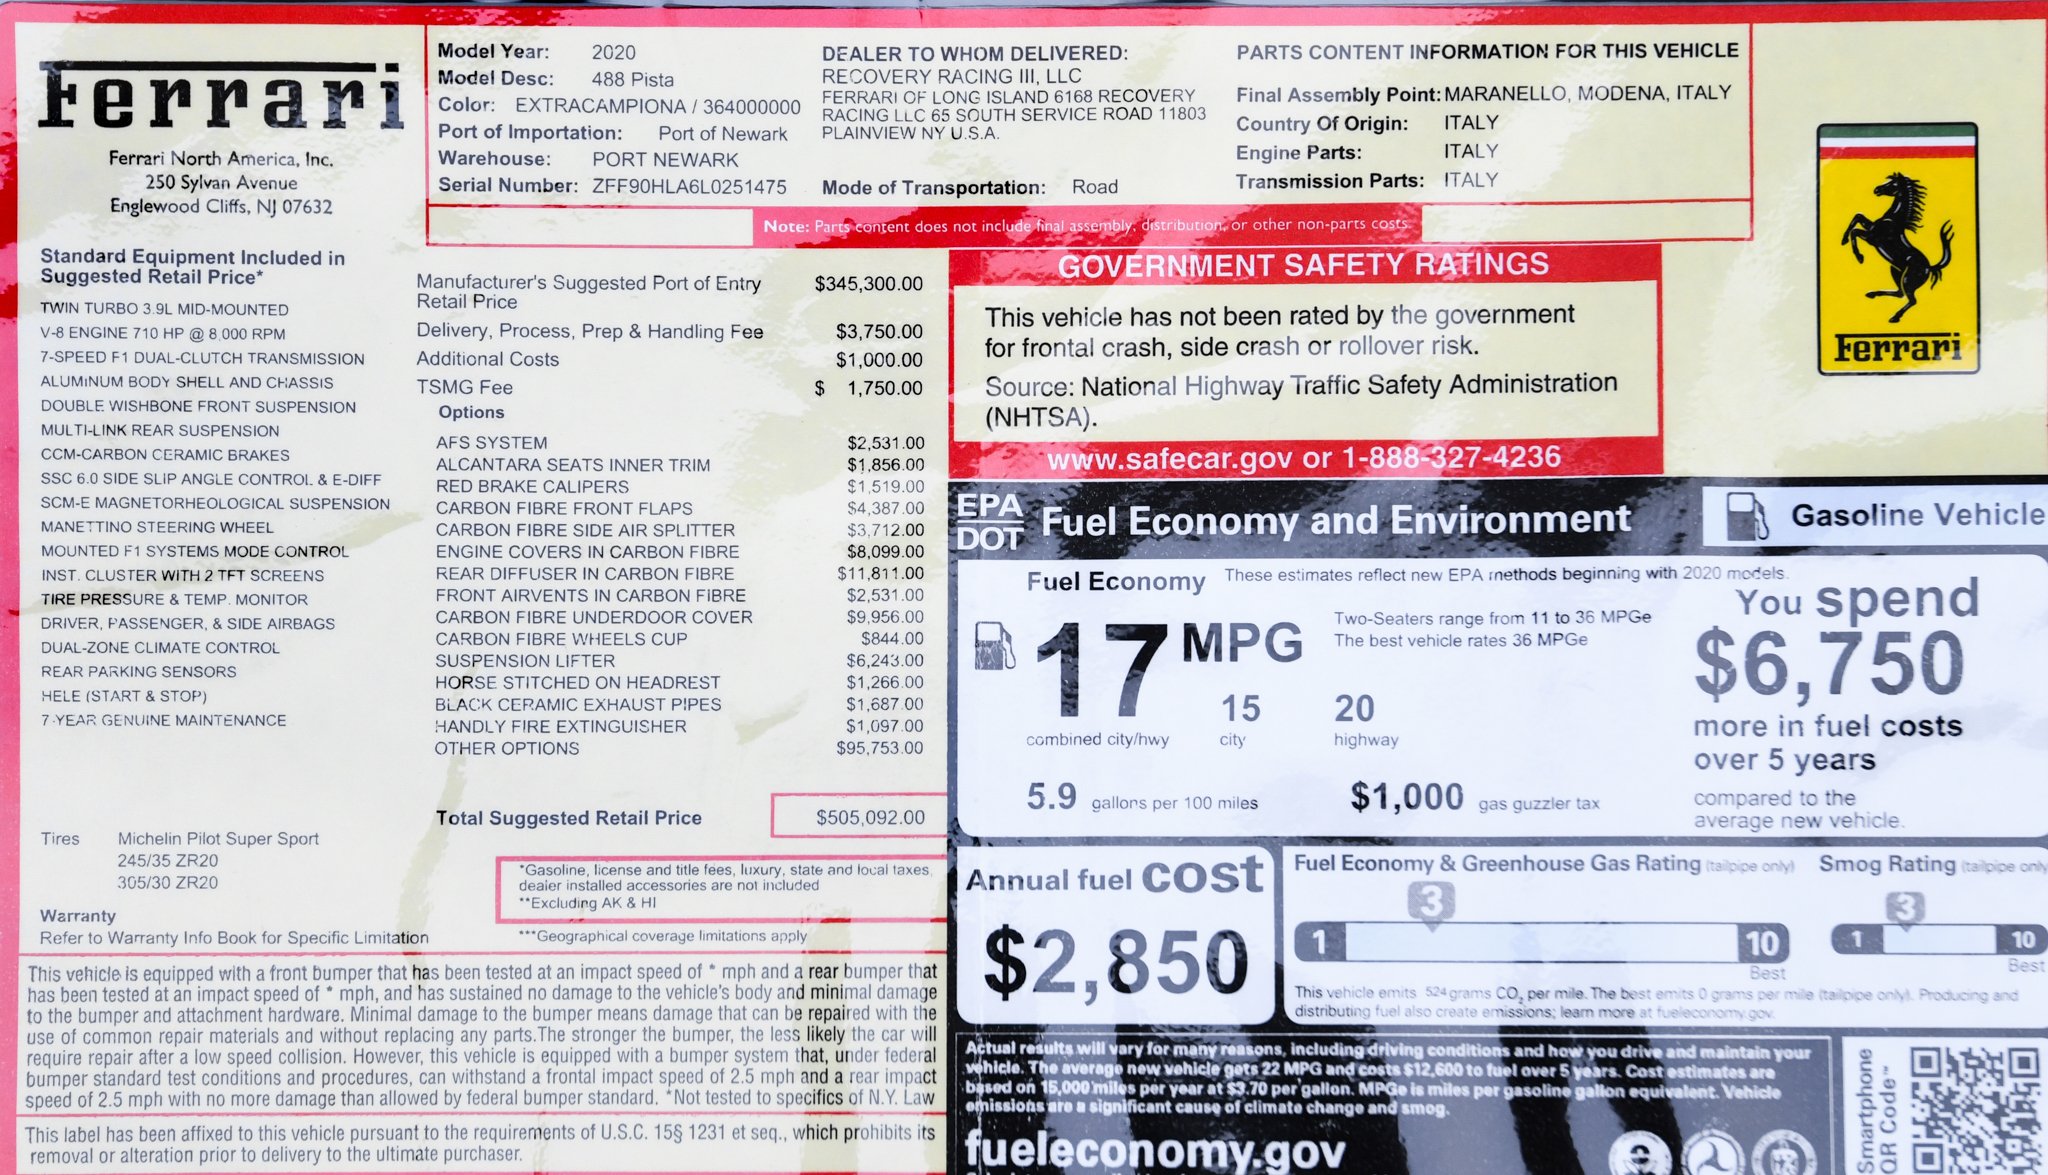 Ferrari
Ferrari North America, Inc.
250 Sylvan Avenue
Englewood Cliffs, NJ 07632
Model Year: 2020
Model Desc: 488 Pista
Color: EXTRACAMPIONA / 364000000
Port of Importation: Port of Newark
Warehouse: PORT NEWARK
Serial Number: ZFF90HLA6L0251475
DEALER TO WHOM DELIVERED:
RECOVERY RACING III, LLC
FERRARI OF LONG ISLAND 6168 RECOVERY
RACING LLC 65 SOUTH SERVICE ROAD 11803
PLAINVIEW NY U.S.A.
Mode of Transportation: Road
PARTS CONTENT INFORMATION FOR THIS VEHICLE
Final Assembly Point: MARANELLO, MODENA, ITALY
Country Of Origin: ITALY
Engine Parts: ITALY
Transmission Parts: ITALY
Note: Parts content does not include final assembly, distribution, or other non-parts costs.
Ferrari
Standard Equipment Included in
Suggested Retail Price*
TWIN TURBO 3.9L MID-MOUNTED
V-8 ENGINE 710 HP @ 8,000 RPM
7-SPEED F1 DUAL-CLUTCH TRANSMISSION
ALUMINUM BODY SHELL AND CHASSIS
DOUBLE WISHBONE FRONT SUSPENSION
MULTI-LINK REAR SUSPENSION
CCM-CARBON CERAMIC BRAKES
SSC 6.0 SIDE SLIP ANGLE CONTROL & E-DIFF
SCM-E MAGNETORHEOLOGICAL SUSPENSION
MANETTINO STEERING WHEEL
MOUNTED F1 SYSTEMS MODE CONTROL
INST. CLUSTER WITH 2 TFT SCREENS
TIRE PRESSURE & TEMP. MONITOR
DRIVER, PASSENGER, & SIDE AIRBAGS
DUAL-ZONE CLIMATE CONTROL
REAR PARKING SENSORS
HELE (START & STOP)
7-YEAR GENUINE MAINTENANCE
Tires Michelin Pilot Super Sport
245/35 ZR20
305/30 ZR20
Warranty
Refer to Warranty Info Book for Specific Limitation
Manufacturer's Suggested Port of Entry
Retail Price $345,300.00
Delivery, Process, Prep & Handling Fee $3,750.00
Additional Costs $1,000.00
TSMG Fee $ 1,750.00
Options
AFS SYSTEM $2,531.00
ALCANTARA SEATS INNER TRIM $1,856.00
RED BRAKE CALIPERS $1,519.00
CARBON FIBRE FRONT FLAPS $4,387.00
CARBON FIBRE SIDE AIR SPLITTER $3,712.00
ENGINE COVERS IN CARBON FIBRE $8,099.00
REAR DIFFUSER IN CARBON FIBRE $11,811.00
FRONT AIRVENTS IN CARBON FIBRE $2,531.00
CARBON FIBRE UNDERDOOR COVER $9,956.00
CARBON FIBRE WHEELS CUP $844.00
SUSPENSION LIFTER $6,243.00
HORSE STITCHED ON HEADREST $1,266.00
BLACK CERAMIC EXHAUST PIPES $1,687.00
HANDLY FIRE EXTINGUISHER $1,097.00
OTHER OPTIONS $95,753.00
Total Suggested Retail Price $505,092.00
*Gasoline, license and title fees, luxury, state and local taxes,
dealer installed accessories are not included
**Excluding AK & HI
***Geographical coverage limitations apply
This vehicle is equipped with a front bumper that has been tested at an impact speed of * mph and a rear bumper that
has been tested at an impact speed of * mph, and has sustained no damage to the vehicle's body and minimal damage
to the bumper and attachment hardware. Minimal damage to the bumper means damage that can be repaired with the
use of common repair materials and without replacing any parts.The stronger the bumper, the less likely the car will
require repair after a low speed collision. However, this vehicle is equipped with a bumper system that, under federal
bumper standard test conditions and procedures, can withstand a frontal impact speed of 2.5 mph and a rear impact
speed of 2.5 mph with no more damage than allowed by federal bumper standard. *Not tested to specifics of N.Y. Law
This label has been affixed to this vehicle pursuant to the requirements of U.S.C. 15§ 1231 et seq., which prohibits its
removal or alteration prior to delivery to the ultimate purchaser.
GOVERNMENT SAFETY RATINGS
This vehicle has not been rated by the government
for frontal crash, side crash or rollover risk.
Source: National Highway Traffic Safety Administration
(NHTSA).
www.safecar.gov or 1-888-327-4236
EPA
DOT
Fuel Economy and Environment
Gasoline Vehicle
Fuel Economy
These estimates reflect new EPA methods beginning with 2020 models.
17 MPG
combined city/hwy
15
city
20
highway
Two-Seaters range from 11 to 36 MPGe
The best vehicle rates 36 MPGe
5.9 gallons per 100 miles
$1,000 gas guzzler tax
You spend
$6,750
more in fuel costs
over 5 years
compared to the
average new vehicle.
Annual fuel cost
$2,850
Fuel Economy & Greenhouse Gas Rating (tailpipe only)
3
1 10
Best
Smog Rating (tailpipe only
3
1 10
Best
This vehicle emits 524 grams CO2 per mile. The best emits 0 grams per mile (tailpipe only). Producing and
distributing fuel also create emissions; learn more at fueleconomy.gov.
Actual results will vary for many reasons, including driving conditions and how you drive and maintain your
vehicle. The average new vehicle gets 22 MPG and costs $12,600 to fuel over 5 years. Cost estimates are
based on 15,000 miles per year at $3.70 per gallon. MPGe is miles per gasoline gallon equivalent. Vehicle
emissions are a significant cause of climate change and smog.
fueleconomy.gov
Smartphone
QR Code™